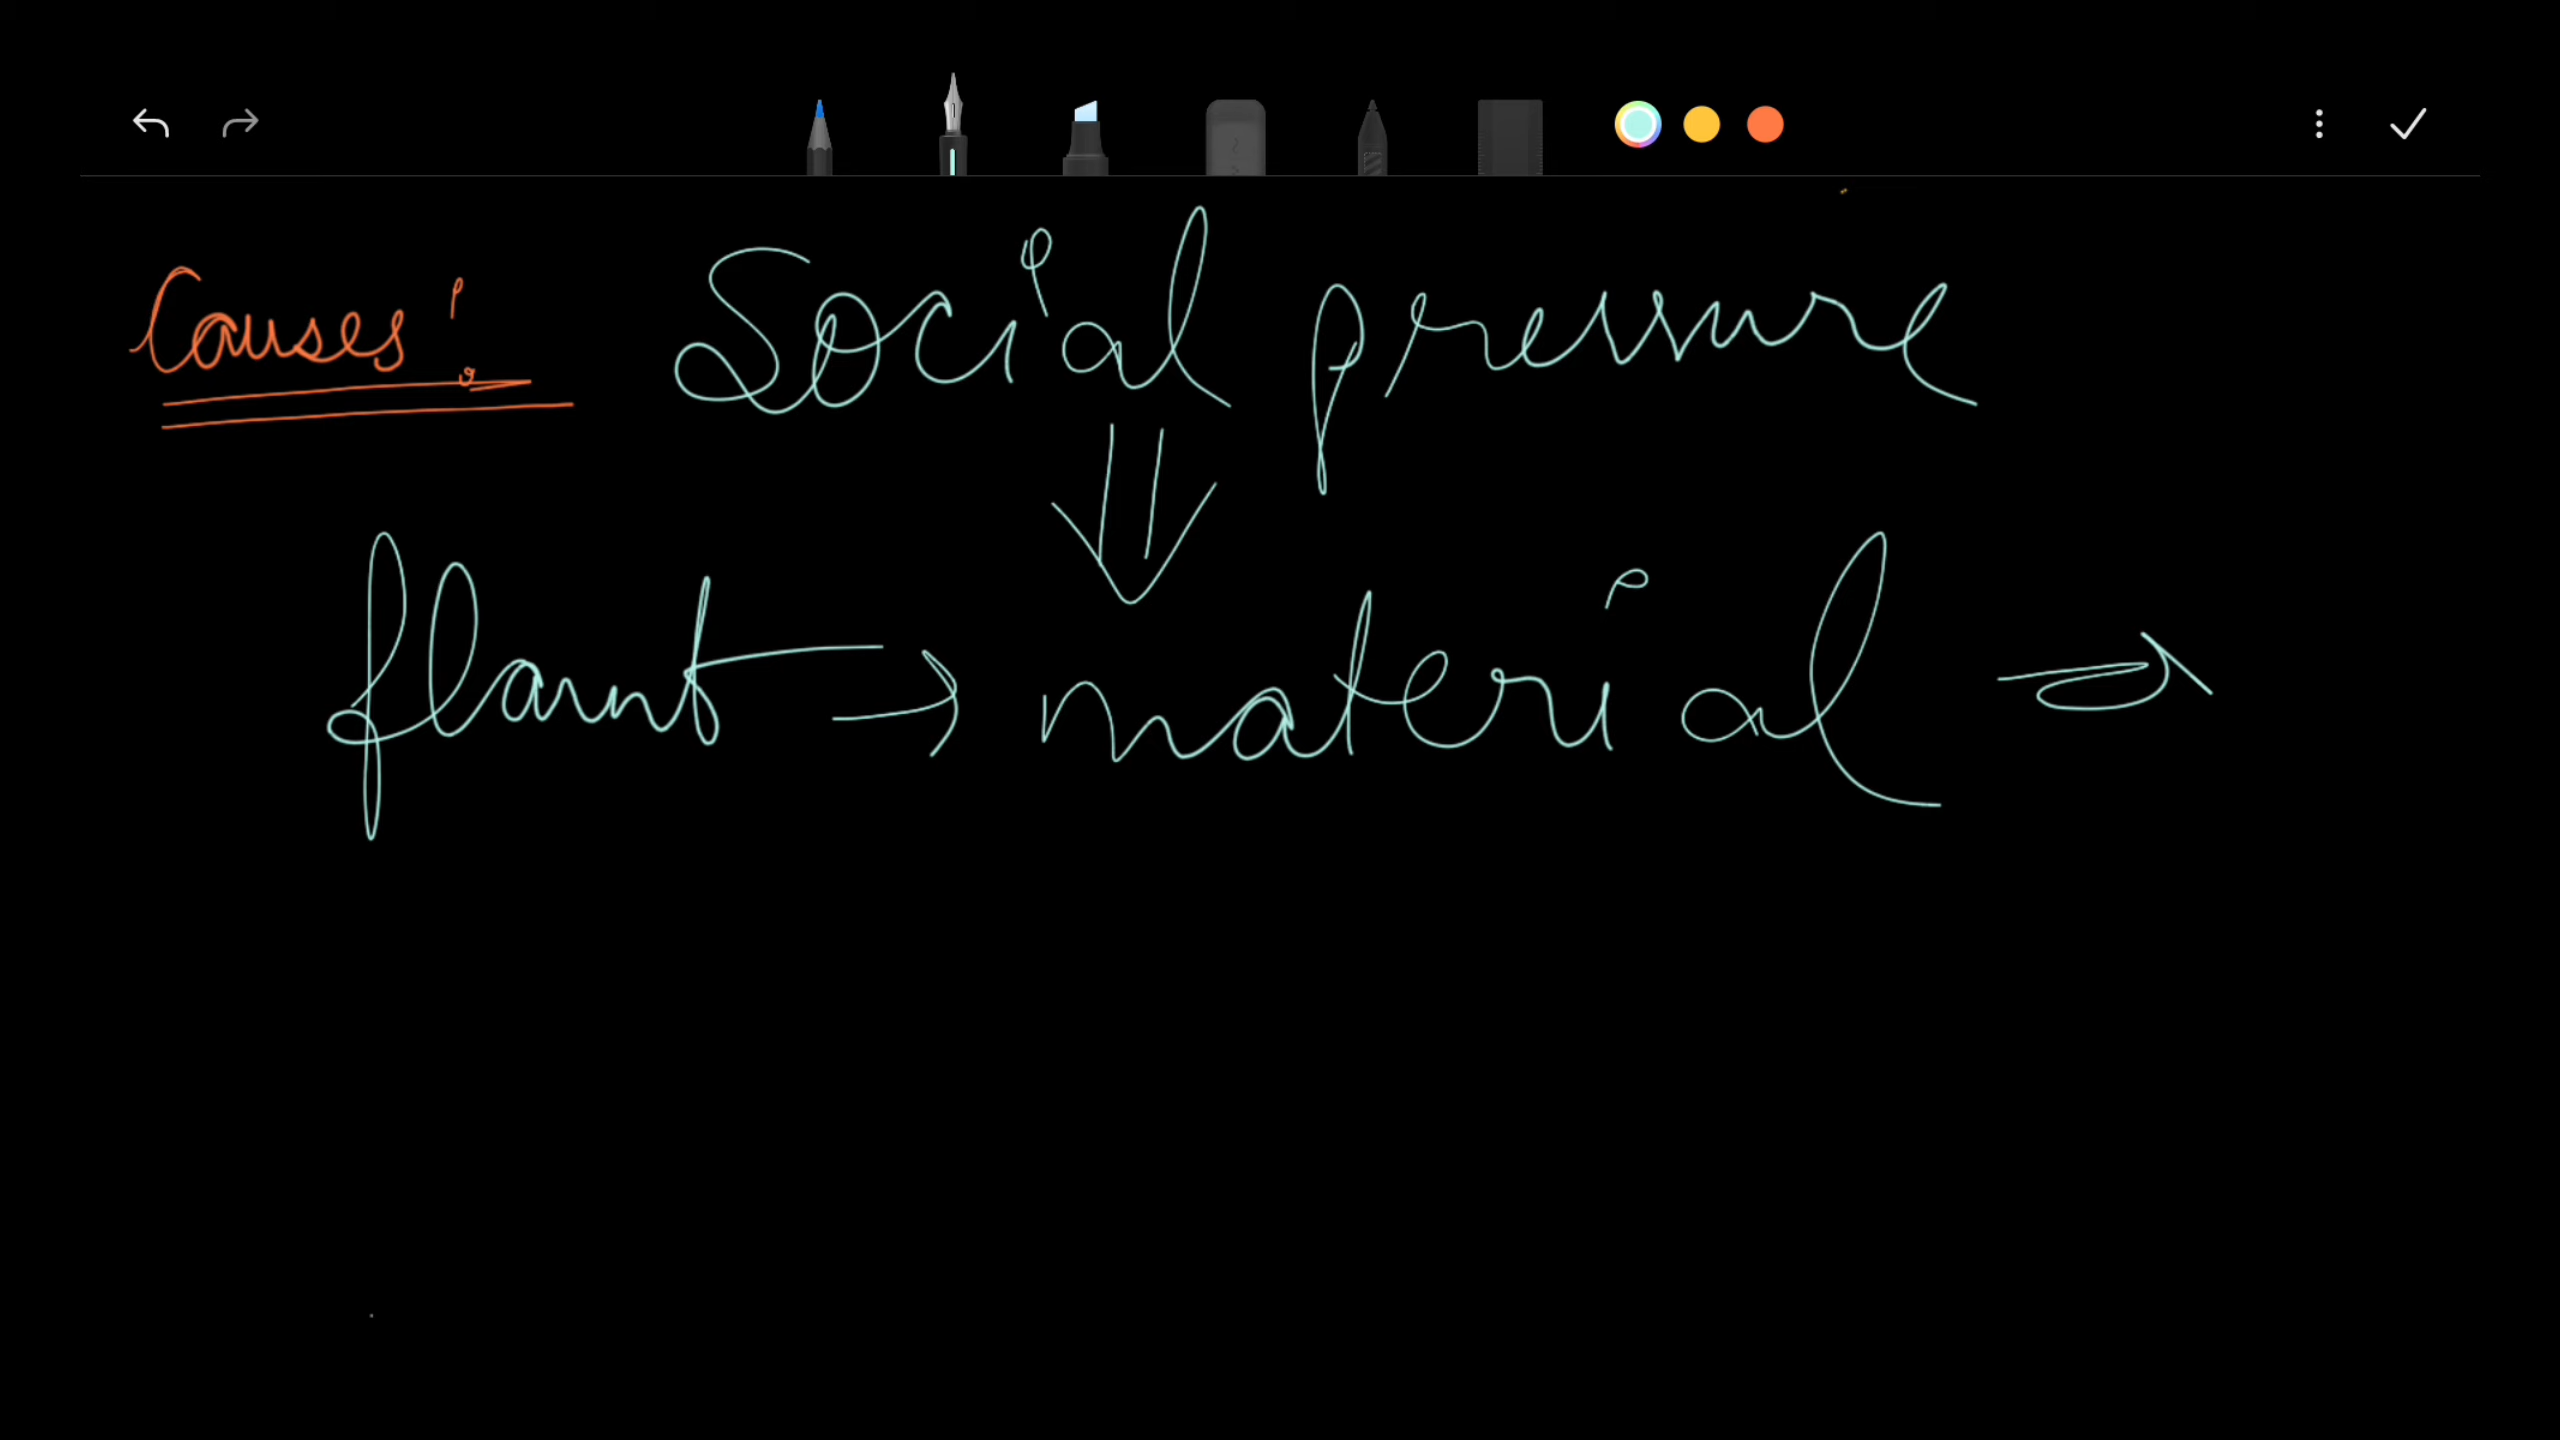 Causes: Social pressure
⇓
flaunt → material ⇒